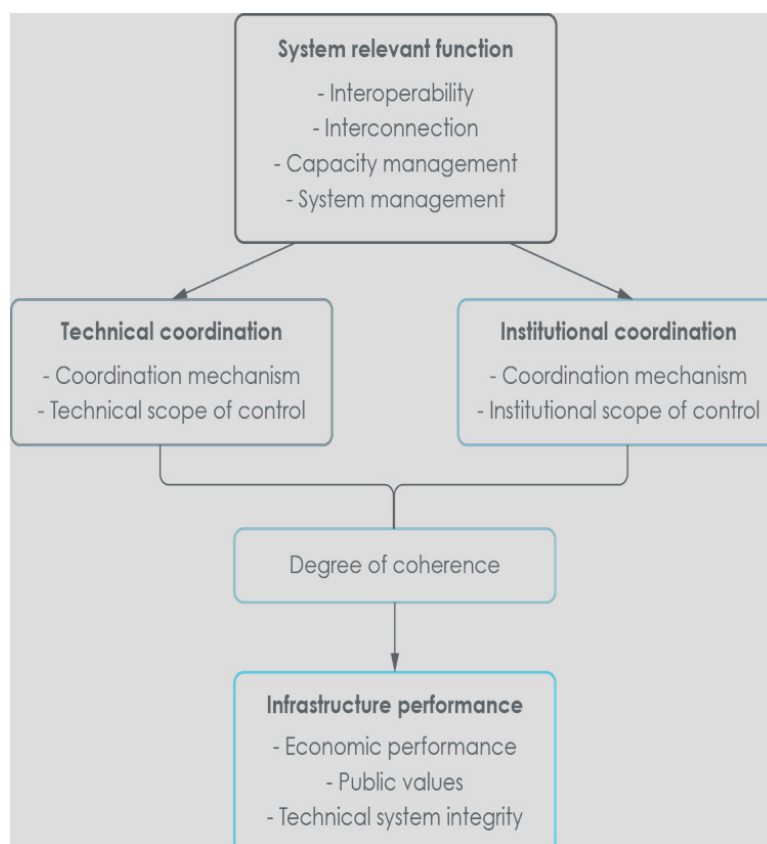 System relevant function
- Interoperability
- Interconnection
- Capacity management
- System management
Technical coordination
- Coordination mechanism
- Technical scope of control
Institutional coordination
- Coordination mechanism
- Institutional scope of control
Degree of coherence
Infrastructure performance
- Economic performance
- Public values
- Technical system integrity